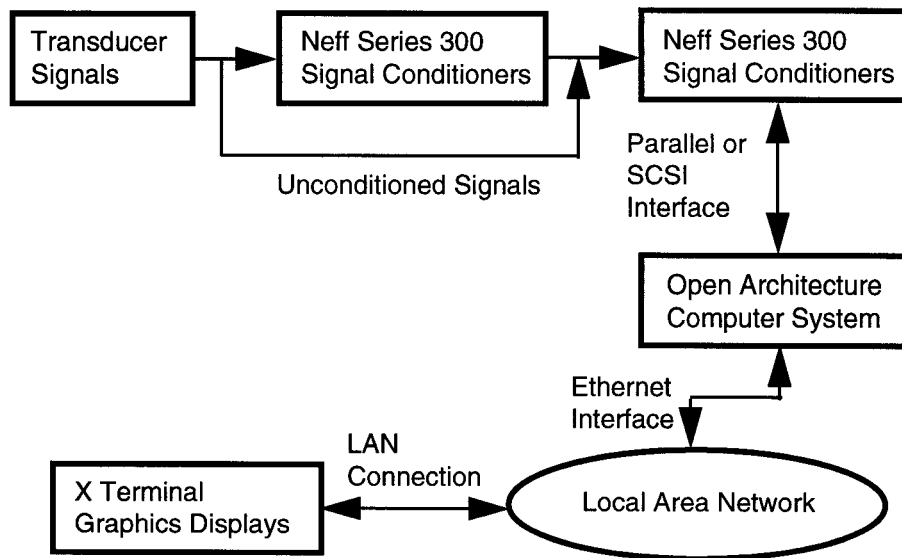 Transducer
Signals
Neff Series 300
Signal Conditioners
Neff Series 300
Signal Conditioners
Unconditioned Signals
Parallel or
SCSI
Interface
Open Architecture
Computer System
Ethernet
Interface
LAN
Connection
X Terminal
Graphics Displays
Local Area Network